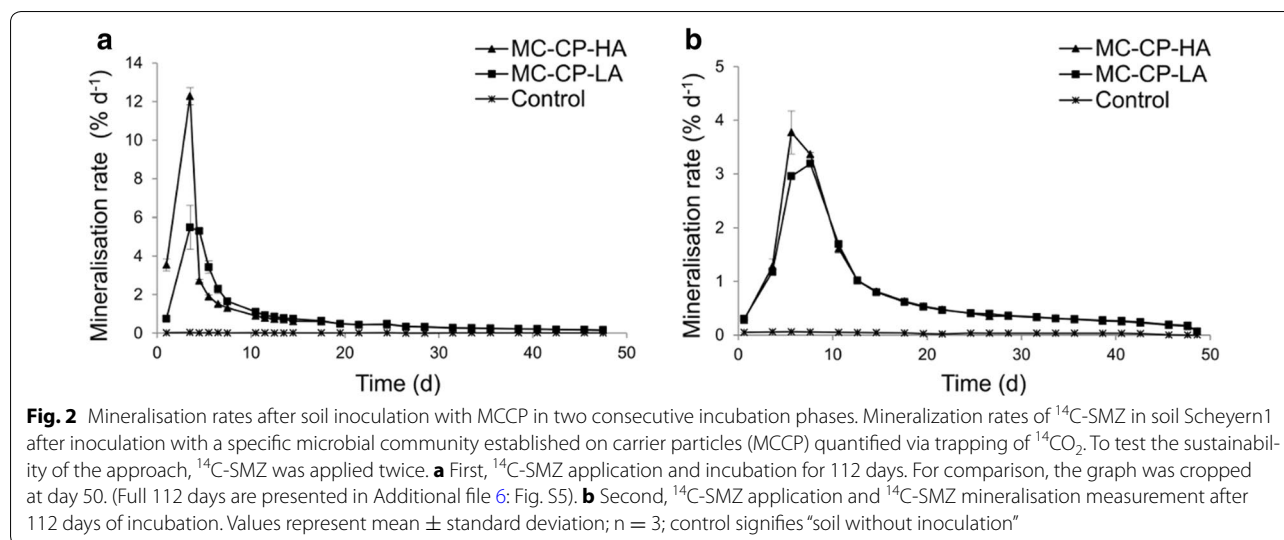 a
MC-CP-HA
MC-CP-LA
Control
14
12
10
8
6
4
2
0
Mineralisation rate (% d-1)
0 10 20 30 40 50
Time (d)
b
MC-CP-HA
MC-CP-LA
Control
5
4
3
2
1
0
Mineralisation rate (% d-1)
0 10 20 30 40 50
Time (d)
Fig. 2 Mineralisation rates after soil inoculation with MCCP in two consecutive incubation phases. Mineralization rates of 14C-SMZ in soil Scheyern1
after inoculation with a specific microbial community established on carrier particles (MCCP) quantified via trapping of 14CO2. To test the sustainabil-
ity of the approach, 14C-SMZ was applied twice. a First, 14C-SMZ application and incubation for 112 days. For comparison, the graph was cropped
at day 50. (Full 112 days are presented in Additional file 6: Fig. S5). b Second, 14C-SMZ application and 14C-SMZ mineralisation measurement after
112 days of incubation. Values represent mean ± standard deviation; n = 3; control signifies “soil without inoculation”